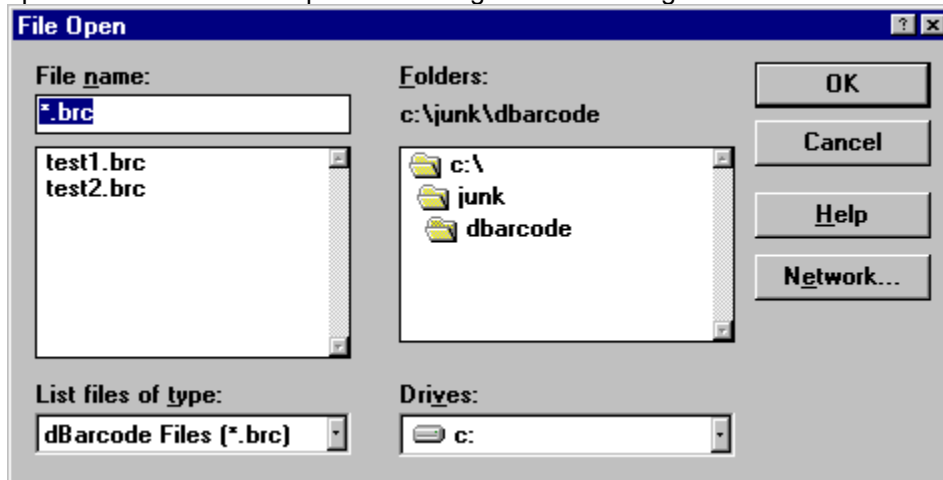 File Open
File name:
*.brc
test1.brc
test2.brc
List files of type:
dBarcode Files (*.brc)
Folders:
c:\junk\dbarcode
c:\
junk
dbarcode
Drives:
c:
OK
Cancel
Help
Network...